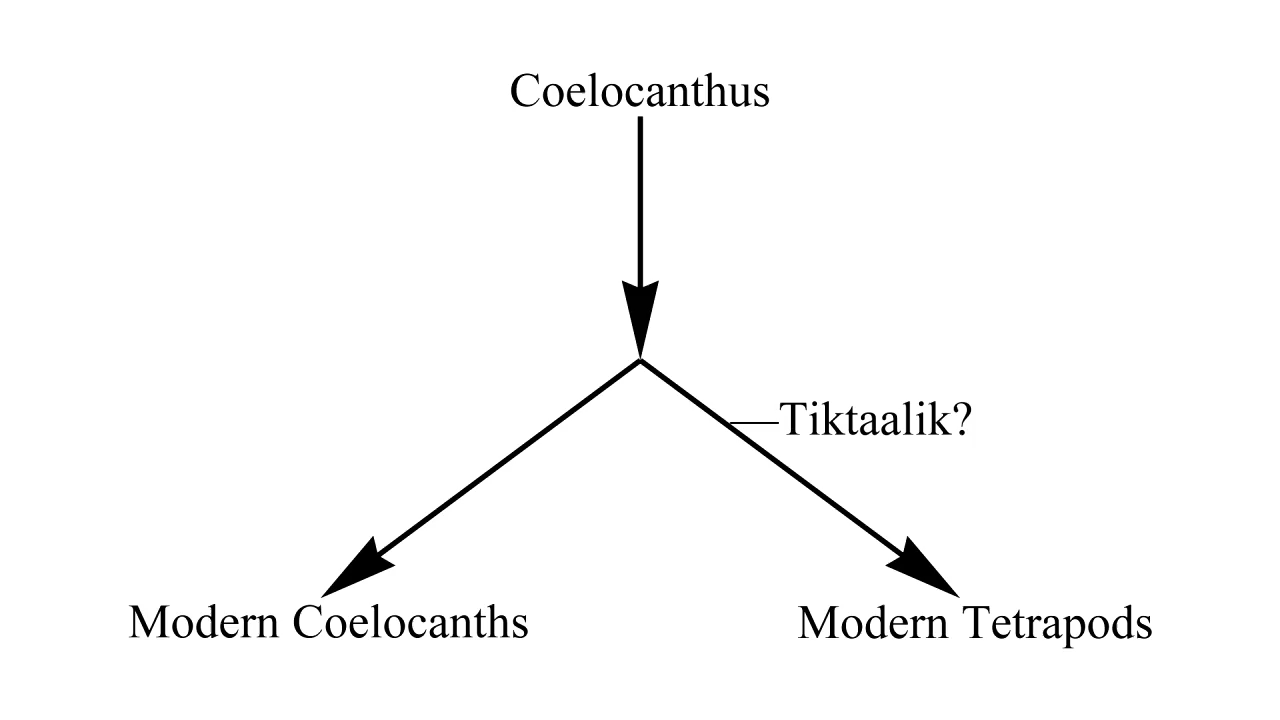 Coelocanthus
Tiktaalik?
Modern Coelocanths
Modern Tetrapods